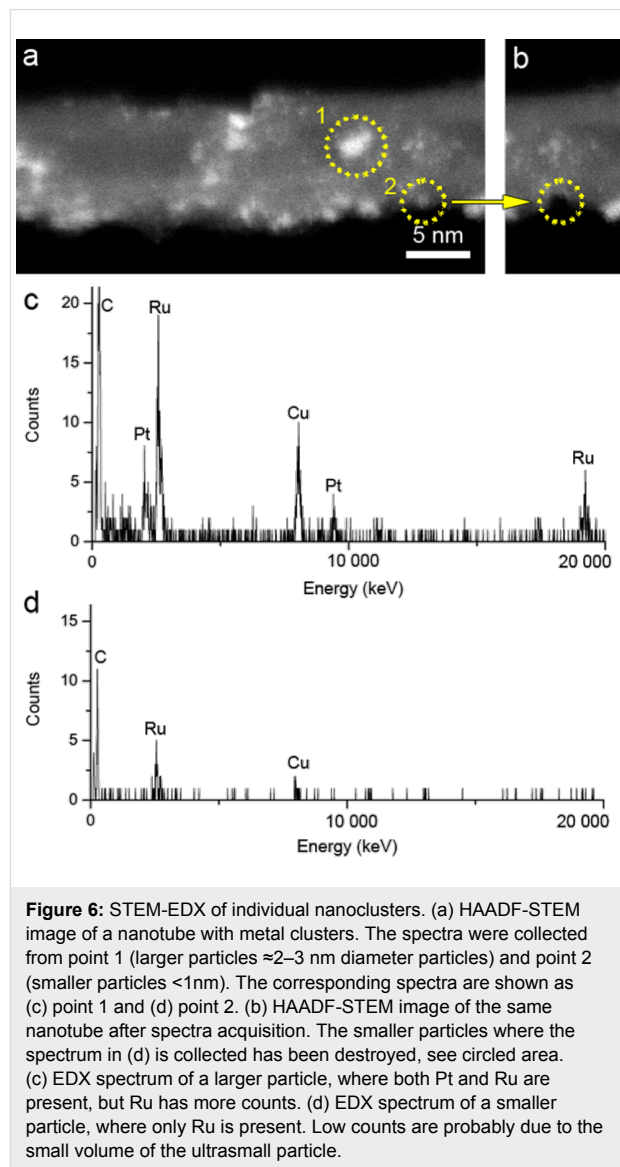 a
b
1
2
5 nm
c
C
Ru
Pt
Cu
Pt
Ru
20
15
10
5
0
Counts
0
10 000
20 000
Energy (keV)
d
C
Ru
Cu
15
10
5
0
Counts
0
10 000
20 000
Energy (keV)
Figure 6: STEM-EDX of individual nanoclusters. (a) HAADF-STEM
image of a nanotube with metal clusters. The spectra were collected
from point 1 (larger particles ≈2–3 nm diameter particles) and point 2
(smaller particles <1nm). The corresponding spectra are shown as
(c) point 1 and (d) point 2. (b) HAADF-STEM image of the same
nanotube after spectra acquisition. The smaller particles where the
spectrum in (d) is collected has been destroyed, see circled area.
(c) EDX spectrum of a larger particle, where both Pt and Ru are
present, but Ru has more counts. (d) EDX spectrum of a smaller
particle, where only Ru is present. Low counts are probably due to the
small volume of the ultrasmall particle.